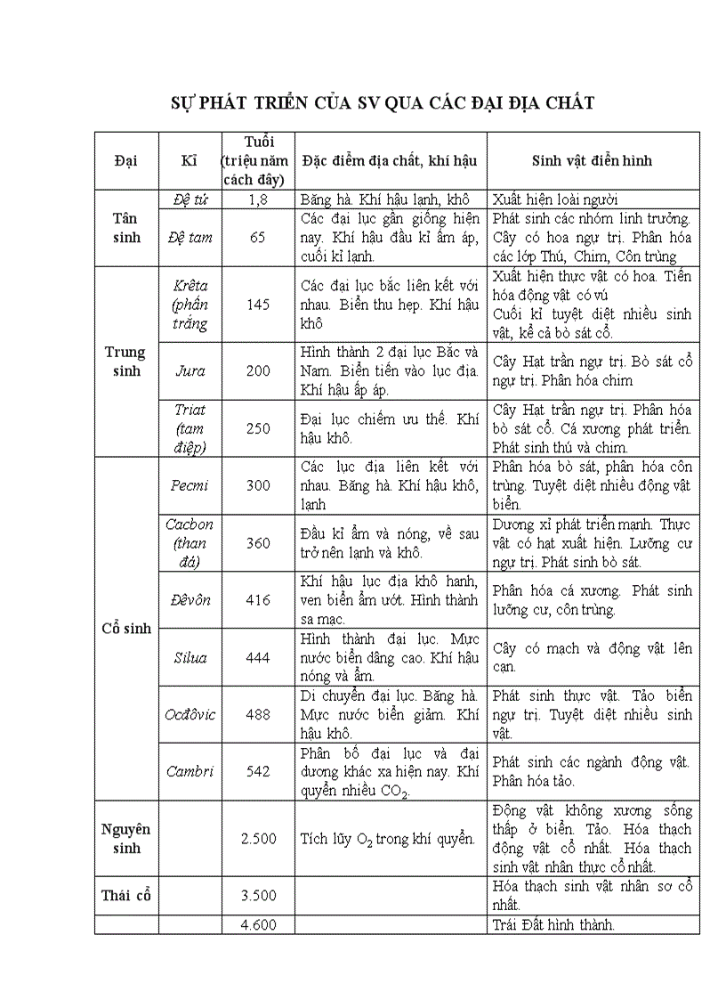 SỰ PHÁT TRIỂN CỦA SV QUA CÁC ĐẠI ĐỊA CHẤT
Đại
Kỉ
Tuổi
(triệu năm
cách đây)
Đặc điểm địa chất, khí hậu
Sinh vật điển hình
Tân
sinh
Đệ tứ
1,8
Băng hà. Khí hậu lạnh, khô
Xuất hiện loài người
Đệ tam
65
Các đại lục gần giống hiện
nay. Khí hậu đầu kỉ ấm áp,
cuối kỉ lạnh.
Phát sinh các nhóm linh trưởng.
Cây có hoa ngự trị. Phân hóa
các lớp Thú, Chim, Côn trùng
Trung
sinh
Krêta
(phấn
trắng
145
Các đại lục bắc liên kết với
nhau. Biển thu hẹp. Khí hậu
khô
Xuất hiện thực vật có hoa. Tiến
hóa động vật có vú
Cuối kỉ tuyệt diệt nhiều sinh
vật, kể cả bò sát cổ.
Jura
200
Hình thành 2 đại lục Bắc và
Nam. Biển tiến vào lục địa.
Khí hậu ấp áp.
Cây Hạt trần ngự trị. Bò sát cổ
ngự trị. Phân hóa chim
Triat
(tam
điệp)
250
Đại lục chiếm ưu thế. Khí
hậu khô.
Cây Hạt trần ngự trị. Phân hóa
bò sát cổ. Cá xương phát triển.
Phát sinh thú và chim.
Cổ sinh
Pecmi
300
Các lục địa liên kết với
nhau. Băng hà. Khí hậu khô,
lạnh
Phân hóa bò sát, phân hóa côn
trùng. Tuyệt diệt nhiều động vật
biển.
Cacbon
(than
đá)
360
Đầu kỉ ẩm và nóng, về sau
trở nên lạnh và khô.
Dương xỉ phát triển mạnh. Thực
vật có hạt xuất hiện. Lưỡng cư
ngự trị. Phát sinh bò sát.
Đêvôn
416
Khí hậu lục địa khô hanh,
ven biển ẩm ướt. Hình thành
sa mạc.
Phân hóa cá xương. Phát sinh
lưỡng cư, côn trùng.
Silua
444
Hình thành đại lục. Mực
nước biển dâng cao. Khí hậu
nóng và ẩm.
Cây có mạch và động vật lên
cạn.
Ocđôvic
488
Di chuyển đại lục. Băng hà.
Mực nước biển giảm. Khí
hậu khô.
Phát sinh thực vật. Tảo biển
ngự trị. Tuyệt diệt nhiều sinh
vật.
Cambri
542
Phân bố đại lục và đại
dương khác xa hiện nay. Khí
quyển nhiều CO₂.
Phát sinh các ngành động vật.
Phân hóa tảo.
Nguyên
sinh
2.500
Tích lũy O₂ trong khí quyển.
Động vật không xương sống
thấp ở biển. Tảo. Hóa thạch
động vật cổ nhất. Hóa thạch
sinh vật nhân thực cổ nhất.
Thái cổ
3.500
Hóa thạch sinh vật nhân sơ cổ
nhất.
4.600
Trái Đất hình thành.